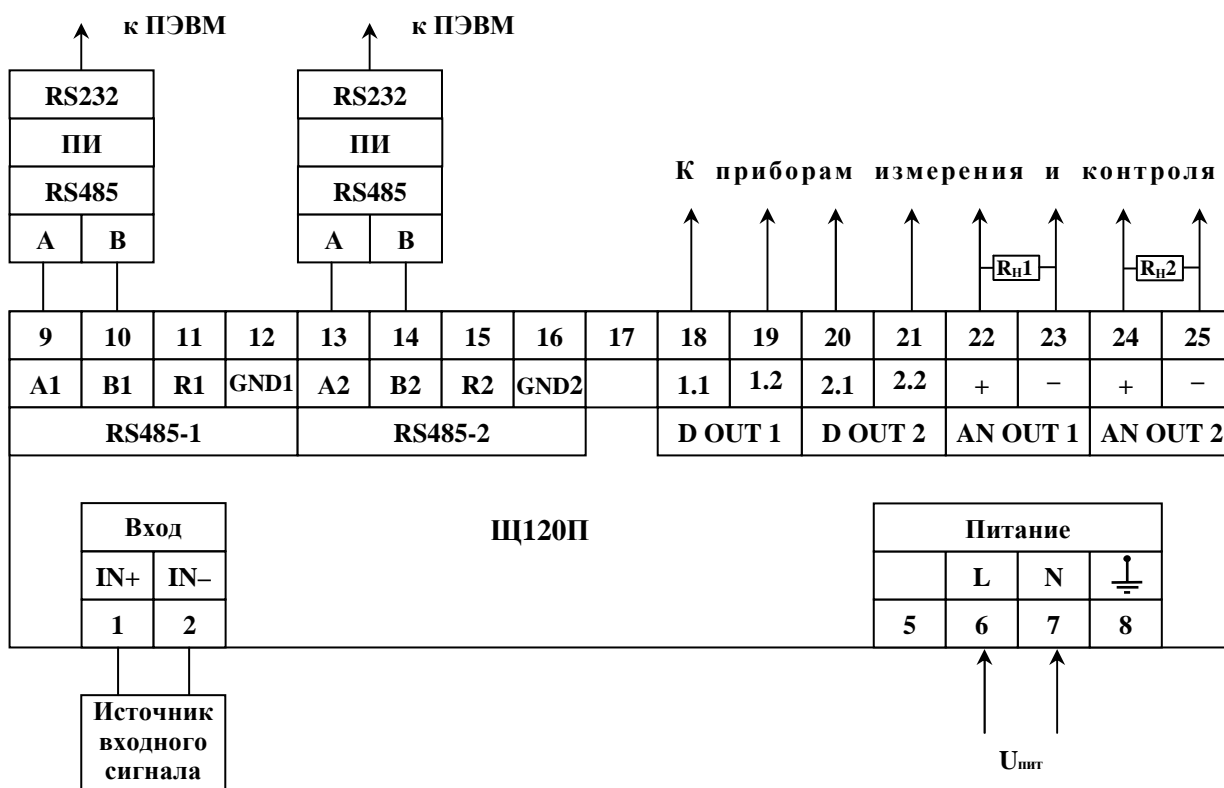 к ПЭВМ к ПЭВМ
RS232 RS232
ПИ ПИ
RS485 RS485
К приборам измерения и контроля
A B A B
RН1 RН2
9 10 11 12 13 14 15 16 17 18 19 20 21 22 23 24 25
A1 B1 R1 GND1 A2 B2 R2 GND2 1.1 1.2 2.1 2.2 + − + −
RS485-1 RS485-2 D OUT 1 D OUT 2 AN OUT 1 AN OUT 2
Вход Щ120П Питание
IN+ IN− L N
1 2 5 6 7 8
Источник
входного
сигнала
Uпит